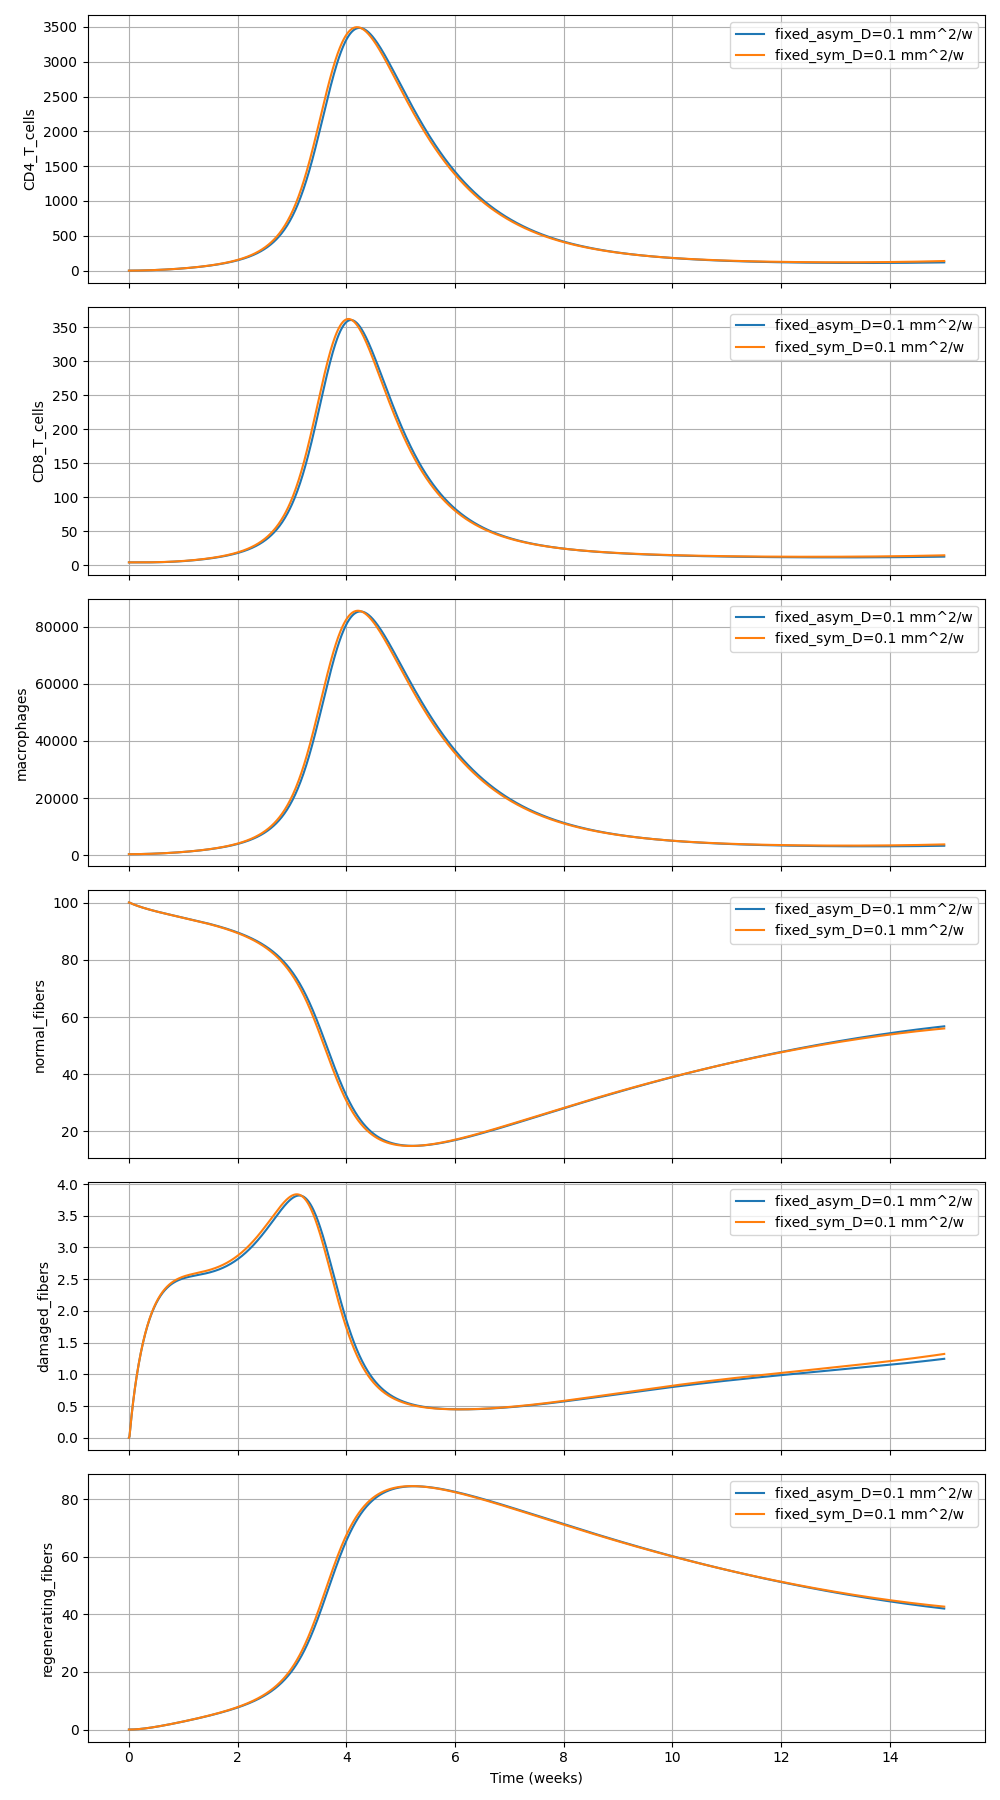 3500
3000
2500
2000
1500
1000
500
0
CD4_T_cells
fixed_asym_D=0.1 mm^2/w
fixed_sym_D=0.1 mm^2/w
350
300
250
200
150
100
50
0
CD8_T_cells
fixed_asym_D=0.1 mm^2/w
fixed_sym_D=0.1 mm^2/w
80000
60000
40000
20000
0
macrophages
fixed_asym_D=0.1 mm^2/w
fixed_sym_D=0.1 mm^2/w
100
80
60
40
20
normal_fibers
fixed_asym_D=0.1 mm^2/w
fixed_sym_D=0.1 mm^2/w
4.0
3.5
3.0
2.5
2.0
1.5
1.0
0.5
0.0
damaged_fibers
fixed_asym_D=0.1 mm^2/w
fixed_sym_D=0.1 mm^2/w
80
60
40
20
0
regenerating_fibers
fixed_asym_D=0.1 mm^2/w
fixed_sym_D=0.1 mm^2/w
0 2 4 6 8 10 12 14
Time (weeks)